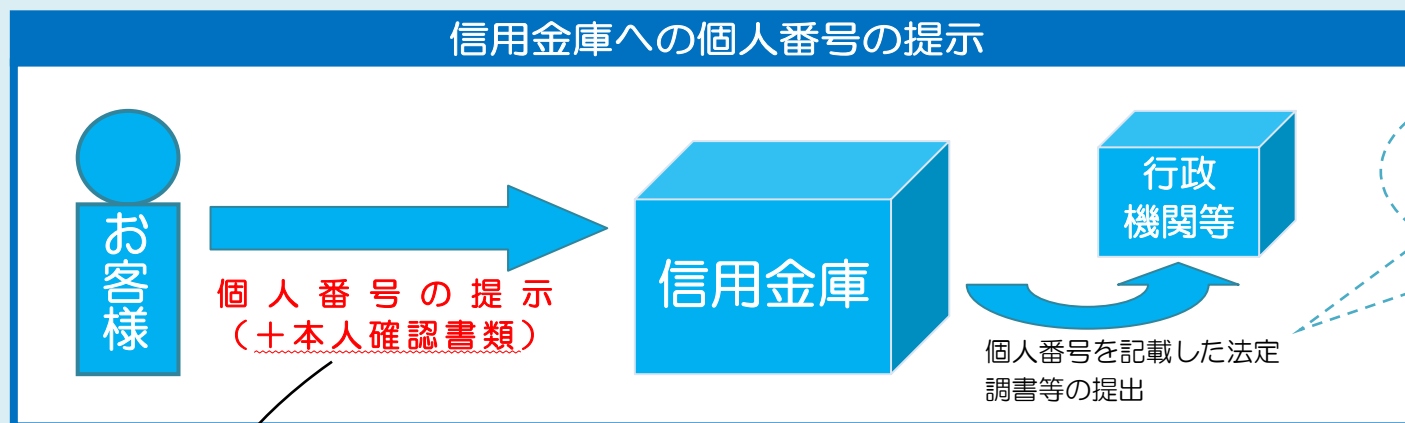 信用金庫への個人番号の提示
お客様
個人番号の提示
(＋本人確認書類)
信用金庫
行政
機関等
個人番号を記載した法定
調書等の提出